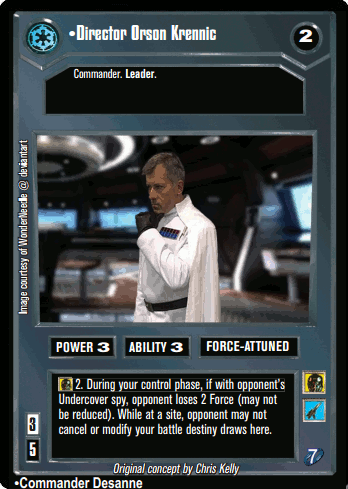 •Director Orson Krennic
2
Commander. Leader.
Image courtesy of WonderNeedle @ deviantart
POWER 3
ABILITY 3
FORCE-ATTUNED
2. During your control phase, if with opponent's
Undercover spy, opponent loses 2 Force (may not
be reduced). While at a site, opponent may not
cancel or modify your battle destiny draws here.
3
5
7
Original concept by Chris Kelly
•Commander Desanne